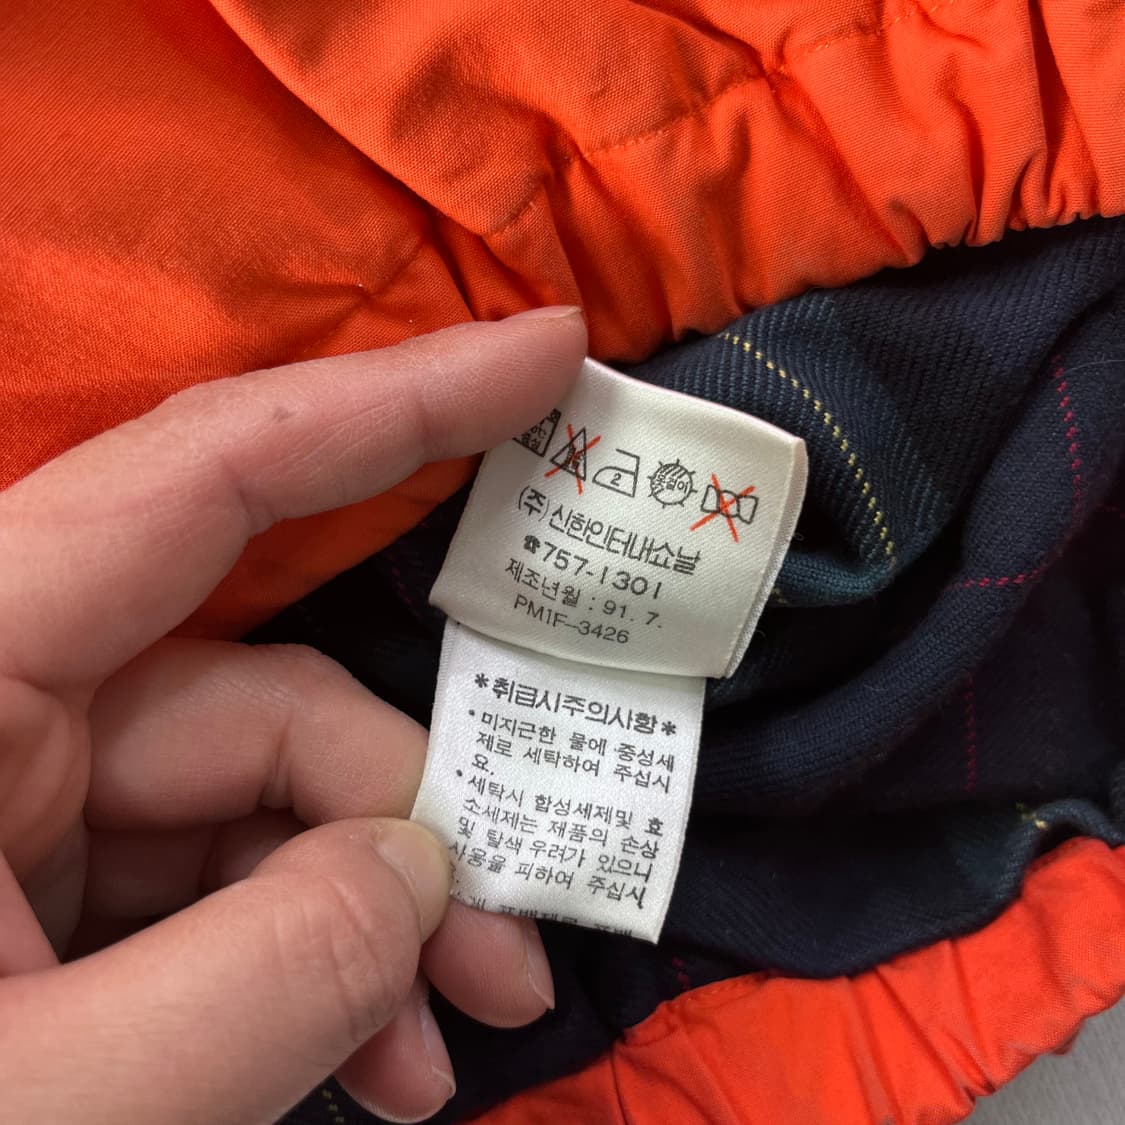 2
옷걸이
(주)신한인터내쇼날
☎757-1301
제조년월 : 91. 7.
PM1F-3426
*취급시주의사항*
•미지근한 물에 중성세
제로 세탁하여 주십시
요.
•세탁시 합성세제및 효
소세제는 제품의 손상
및 탈색 우려가 있으니
사용을 피하여 주십시